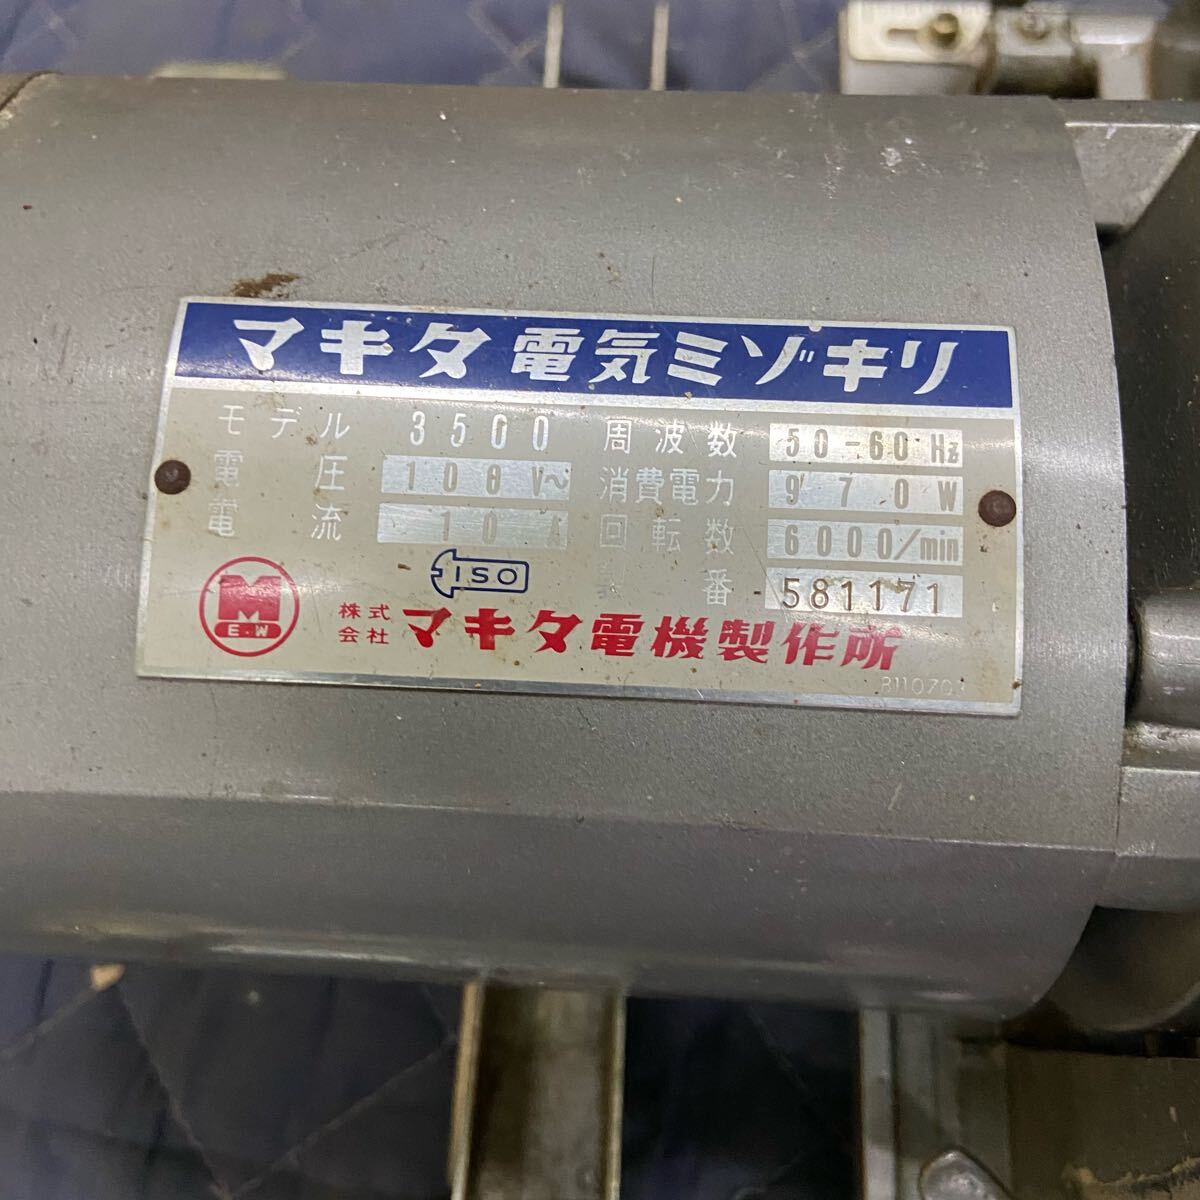 マキタ電気ミゾキリ
モデル 3500 周波数 50-60 Hz
電圧 100 V~ 消費電力 970 W
電流 10 A 回転数 6000/min
ISO 番 581171
M
E.W
株式会社 マキタ電機製作所